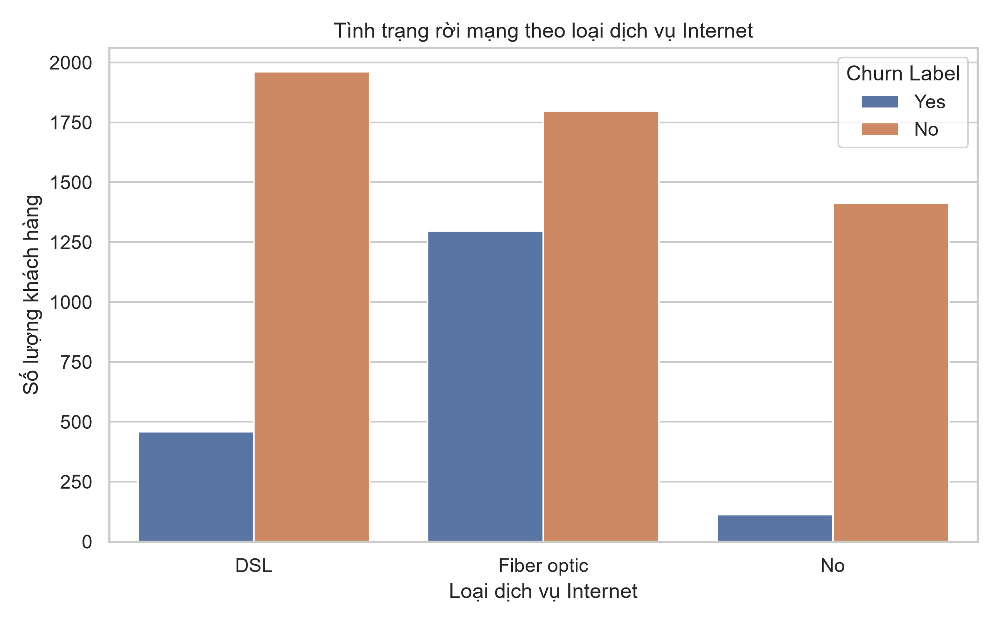 Tình trạng rời mạng theo loại dịch vụ Internet
Churn Label
Yes
No
Số lượng khách hàng
2000
1750
1500
1250
1000
750
500
250
0
DSL
Fiber optic
No
Loại dịch vụ Internet